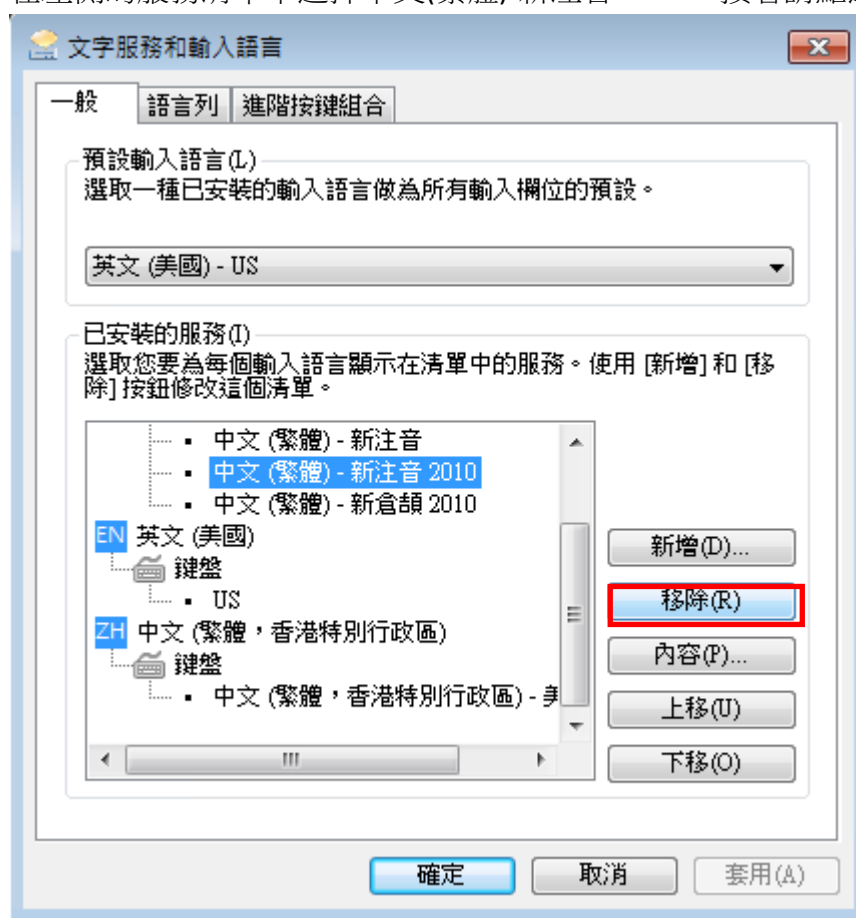 文字服務和輸入語言
一般 語言列 進階按鍵組合
預設輸入語言(L)
選取一種已安裝的輸入語言做為所有輸入欄位的預設。
英文 (美國) - US
已安裝的服務(I)
選取您要為每個輸入語言顯示在清單中的服務。使用 [新增] 和 [移
除] 按鈕修改這個清單。
中文 (繁體) - 新注音
中文 (繁體) - 新注音 2010
中文 (繁體) - 新倉頡 2010
EN 英文 (美國)
鍵盤
US
ZH 中文 (繁體，香港特別行政區)
鍵盤
中文 (繁體，香港特別行政區) - 美
新增(D)...
移除(R)
內容(P)...
上移(U)
下移(O)
確定 取消 套用(A)